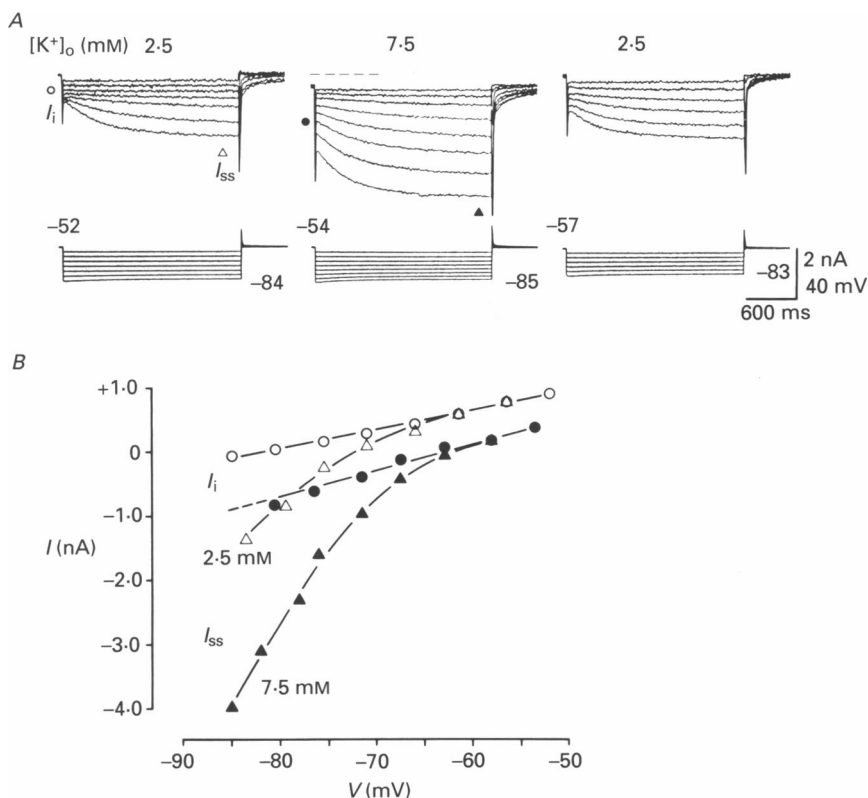 A
[K⁺]ₒ (mM) 2·5 7·5 2·5
Iᵢ
Iₛₛ
−52 −54 −57
−84 −85 −83
2 nA
40 mV
600 ms
B
+1·0
0
−1·0
−2·0
−3·0
−4·0
I (nA)
Iᵢ
2·5 mM
Iₛₛ
7·5 mM
−90 −80 −70 −60 −50
V (mV)